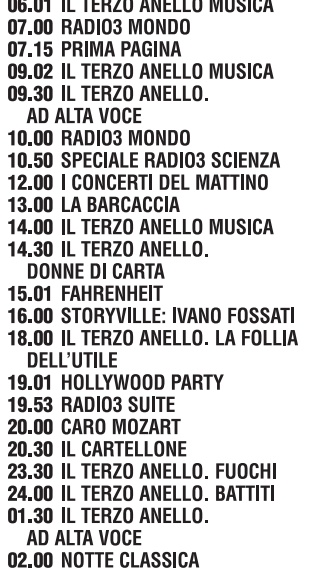 06.01 IL TERZO ANELLO MUSICA
07.00 RADIO3 MONDO
07.15 PRIMA PAGINA
09.02 IL TERZO ANELLO MUSICA
09.30 IL TERZO ANELLO.
AD ALTA VOCE
10.00 RADIO3 MONDO
10.50 SPECIALE RADIO3 SCIENZA
12.00 I CONCERTI DEL MATTINO
13.00 LA BARCACCIA
14.00 IL TERZO ANELLO MUSICA
14.30 IL TERZO ANELLO.
DONNE DI CARTA
15.01 FAHRENHEIT
16.00 STORYVILLE: IVANO FOSSATI
18.00 IL TERZO ANELLO. LA FOLLIA
DELL'UTILE
19.01 HOLLYWOOD PARTY
19.53 RADIO3 SUITE
20.00 CARO MOZART
20.30 IL CARTELLONE
23.30 IL TERZO ANELLO. FUOCHI
24.00 IL TERZO ANELLO. BATTITI
01.30 IL TERZO ANELLO.
AD ALTA VOCE
02.00 NOTTE CLASSICA